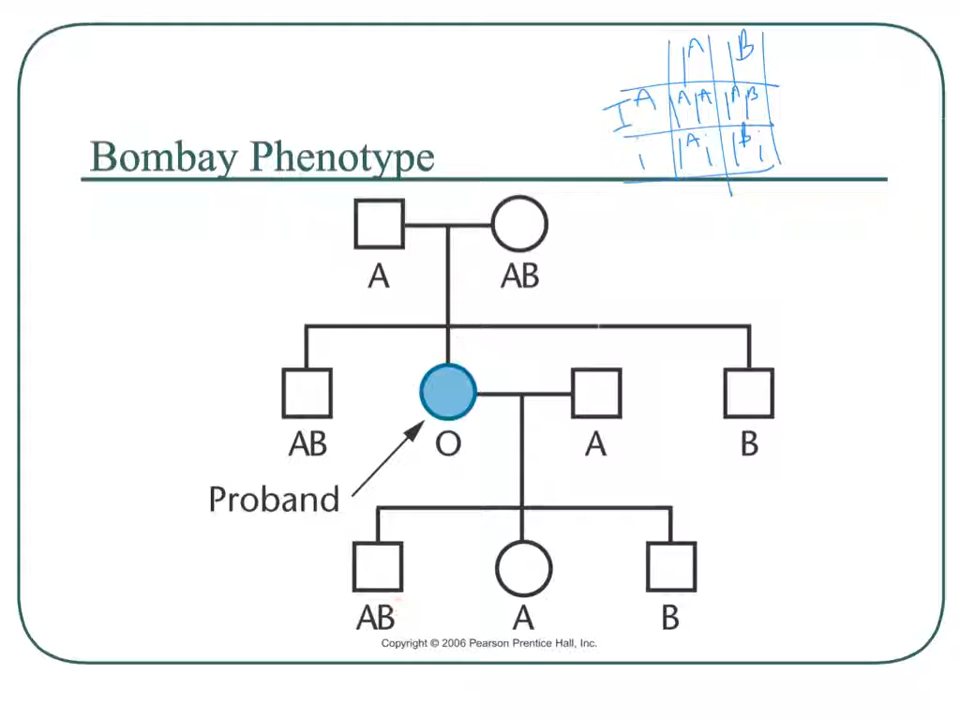 I^A I^B
I^A I^A I^A I^A I^B
i I^A i I^B i
Bombay Phenotype
A AB
AB O A B
Proband
AB A B
Copyright © 2006 Pearson Prentice Hall, Inc.